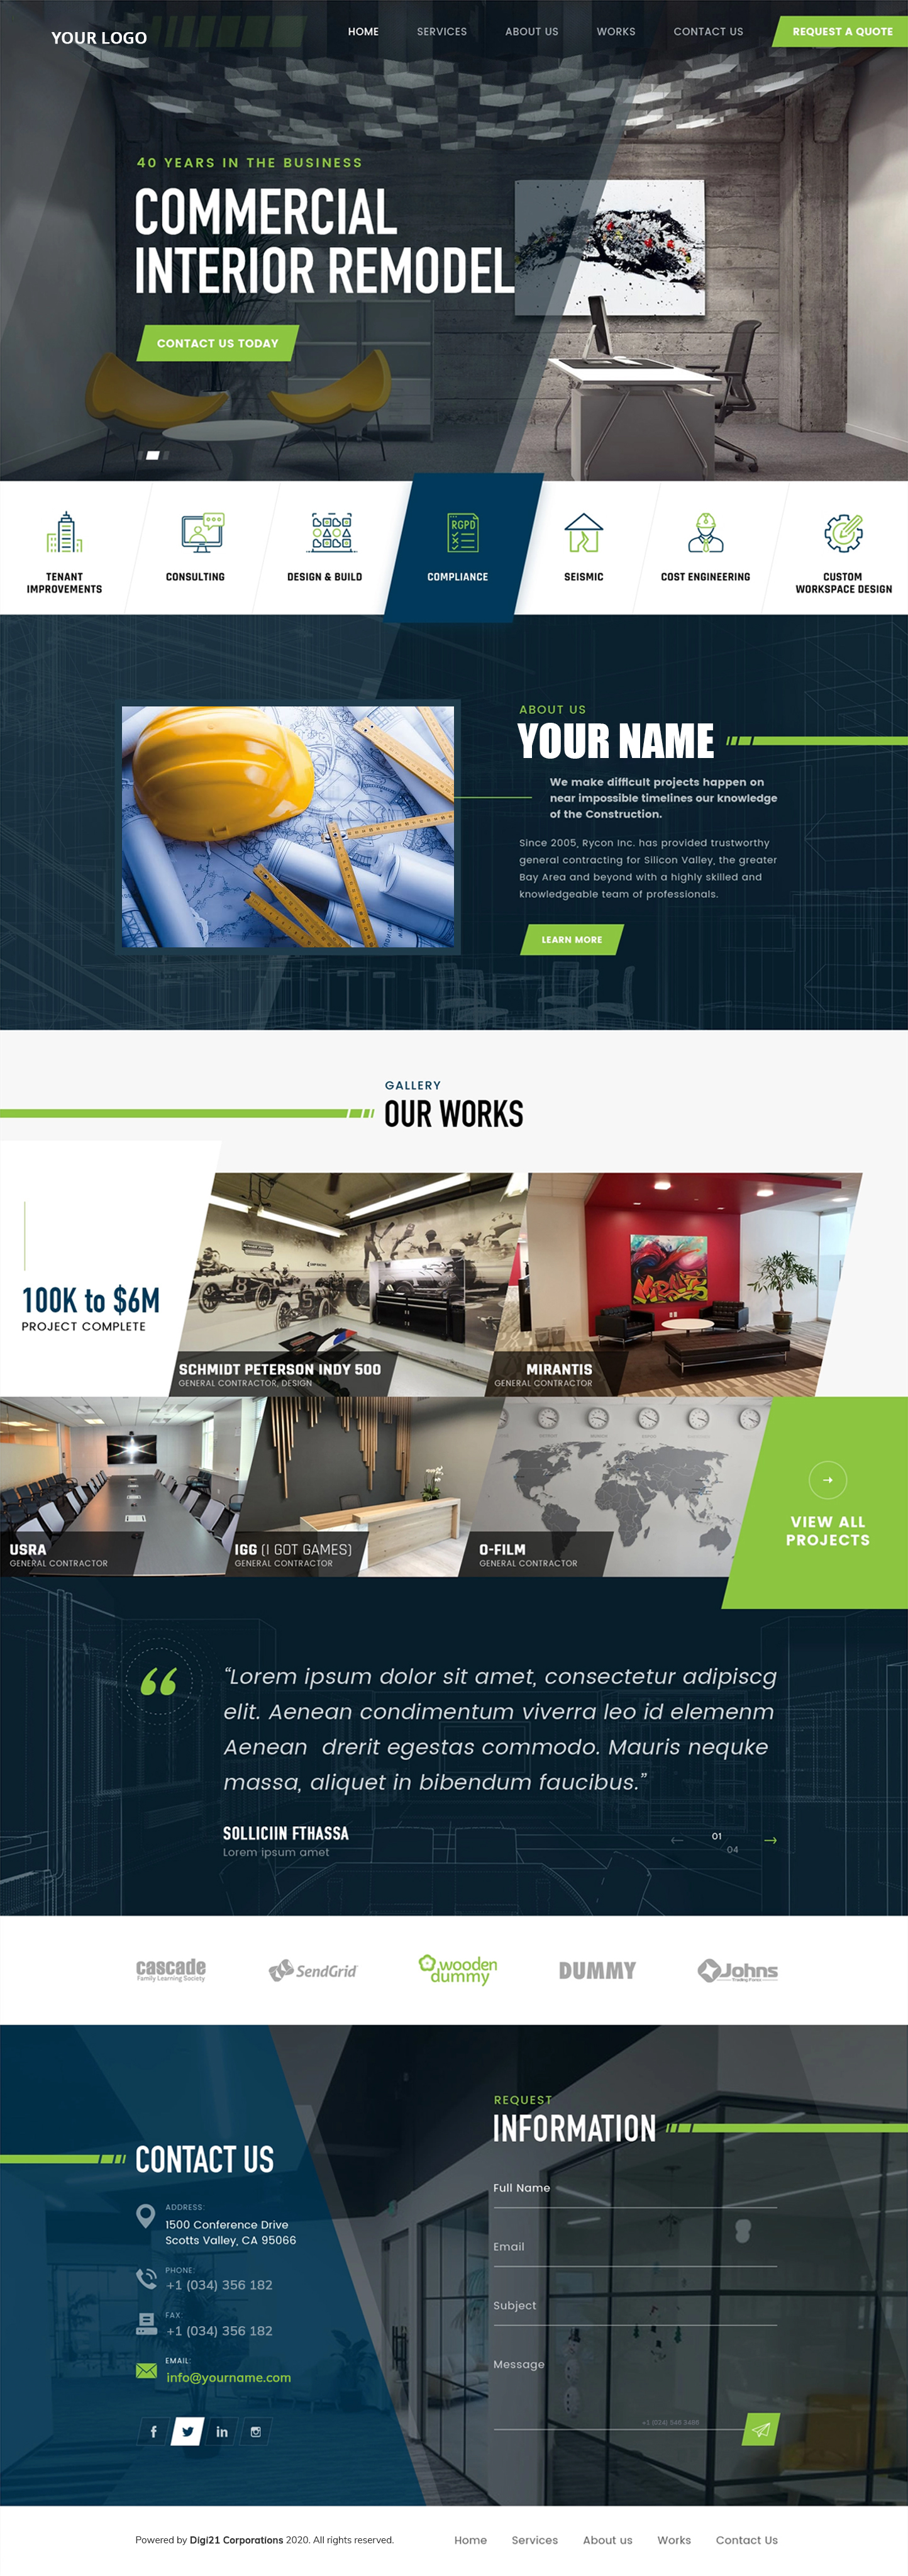 YOUR LOGO
HOME SERVICES ABOUT US WORKS CONTACT US REQUEST A QUOTE
40 YEARS IN THE BUSINESS
COMMERCIAL
INTERIOR REMODEL
CONTACT US TODAY
TENANT
IMPROVEMENTS
CONSULTING
DESIGN & BUILD
RGPD
COMPLIANCE
SEISMIC
COST ENGINEERING
CUSTOM
WORKSPACE DESIGN
ABOUT US
YOUR NAME
We make difficult projects happen on
near impossible timelines our knowledge
of the Construction.
Since 2005, Rycon Inc. has provided trustworthy
general contracting for Silicon Valley, the greater
Bay Area and beyond with a highly skilled and
knowledgeable team of professionals.
LEARN MORE
GALLERY
OUR WORKS
100K to $6M
PROJECT COMPLETE
SCHMIDT PETERSON INDY 500
GENERAL CONTRACTOR, DESIGN
MIRANTIS
GENERAL CONTRACTOR
USRA
GENERAL CONTRACTOR
IGG (I GOT GAMES)
GENERAL CONTRACTOR
O-FILM
GENERAL CONTRACTOR
VIEW ALL
PROJECTS
“Lorem ipsum dolor sit amet, consectetur adipiscg
elit. Aenean condimentum viverra leo id elemenm
Aenean drerit egestas commodo. Mauris nequke
massa, aliquet in bibendum faucibus.”
SOLLICIIN FTHASSA
Lorem ipsum amet
01
04
cascade
Family Learning Society
SendGrid
wooden
dummy
DUMMY
Johns
Trading Forex
CONTACT US
ADDRESS:
1500 Conference Drive
Scotts Valley, CA 95066
PHONE:
+1 (034) 356 182
FAX:
+1 (034) 356 182
EMAIL:
info@yourname.com
REQUEST
INFORMATION
Full Name
Email
Subject
Message
Powered by Digi21 Corporations 2020. All rights reserved.
Home Services About us Works Contact Us